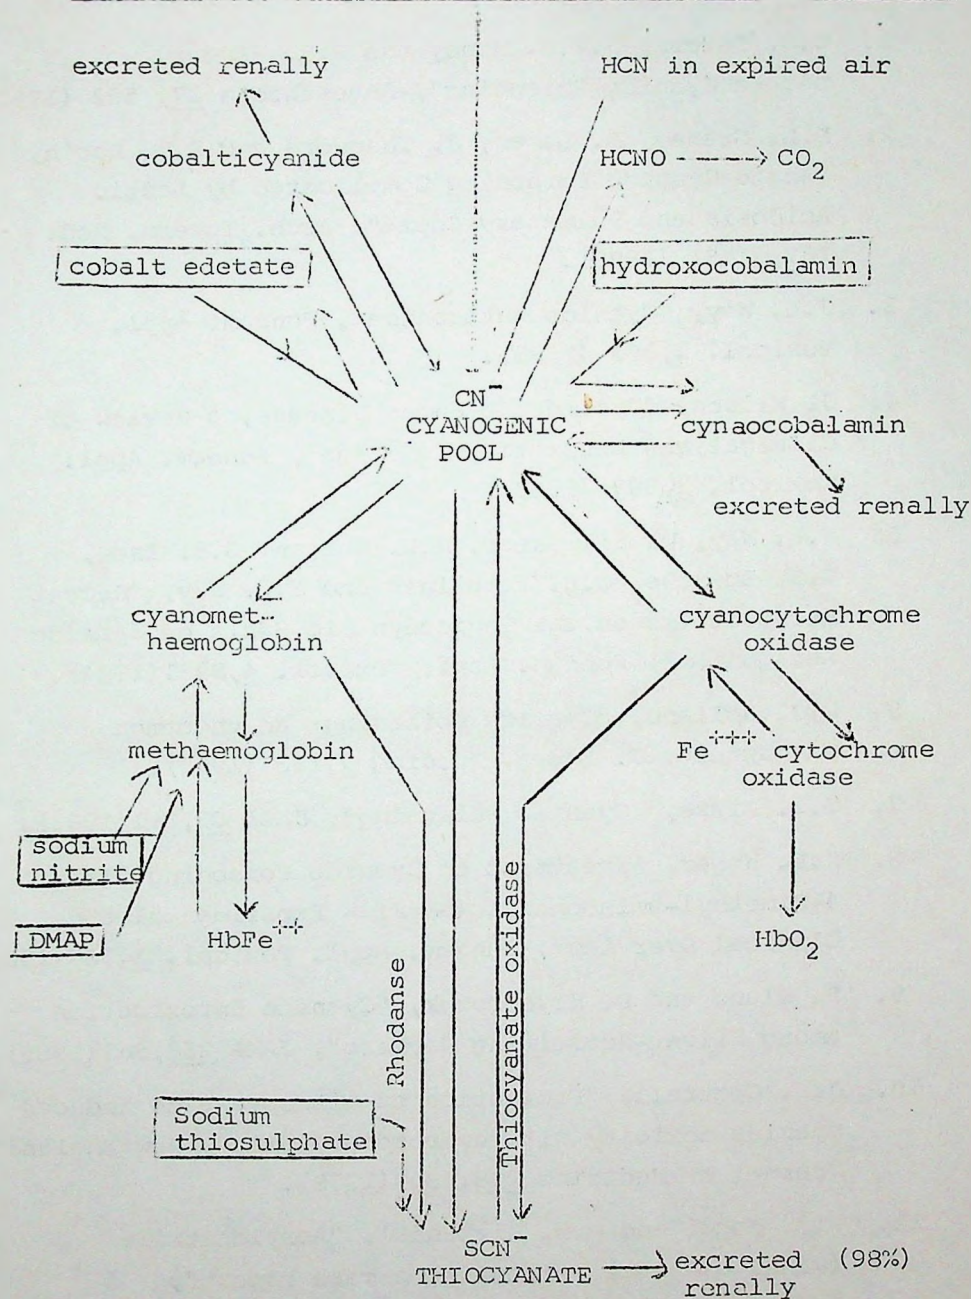 excreted renally
HCN in expired air
cobalticyanide
HCNO
CO2
cobalt edetate
hydroxocobalamin
CN-
CYANOGENIC
POOL
cynaocobalamin
excreted renally
cyanomet-
haemoglobin
cyanocytochrome
oxidase
methaemoglobin
Fe+++
cytochrome
oxidase
sodium
nitrite
DMAP
HbFe++
HbO2
Rhodanse
Thiocyanate oxidase
Sodium
thiosulphate
SCN-
THIOCYANATE
excreted (98%)
renally